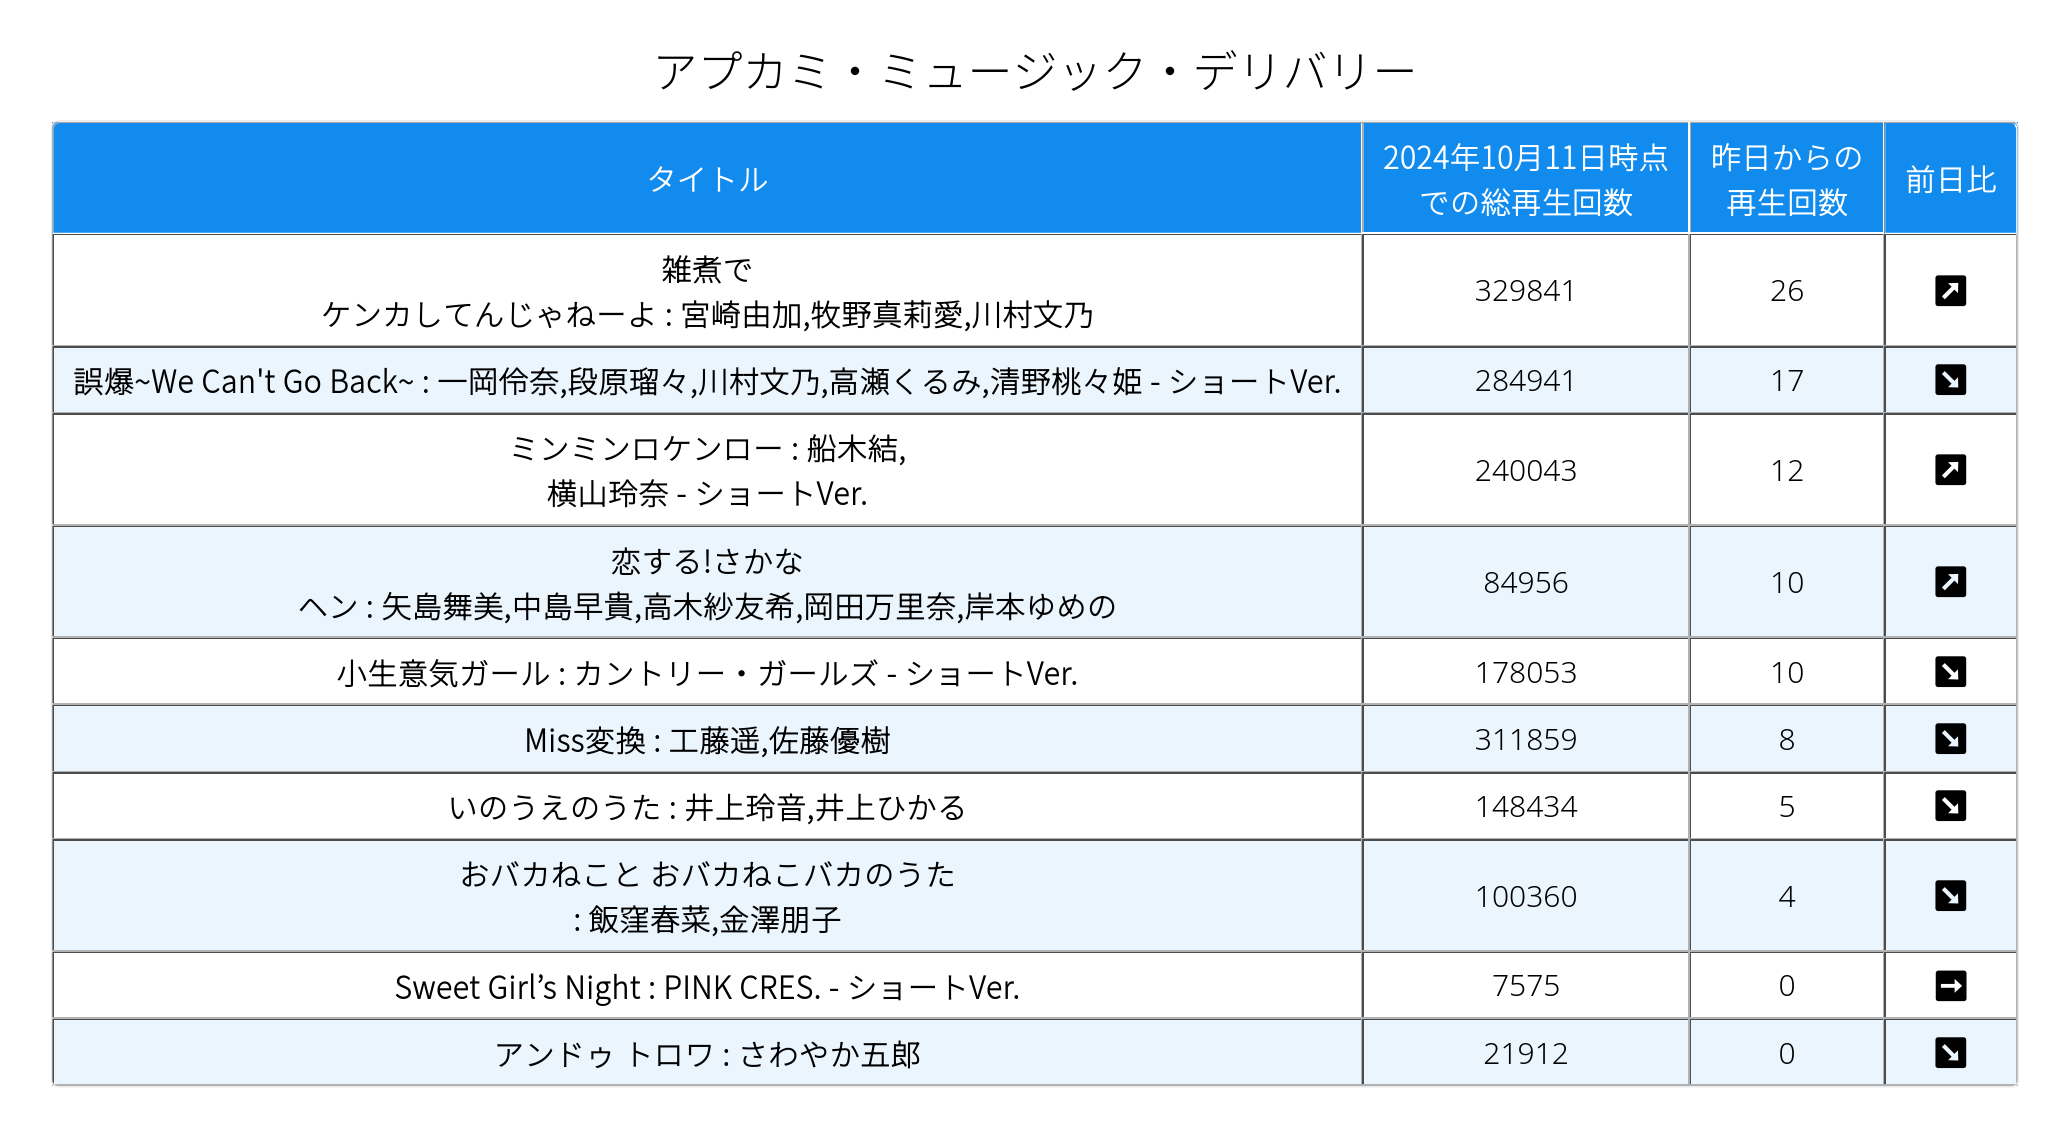 アプカミ・ミュージック・デリバリー
タイトル
2024年10月11日時点
での総再生回数
昨日からの
再生回数
前日比
雑煮で
ケンカしてんじゃねーよ : 宮崎由加,牧野真莉愛,川村文乃
329841
26
誤爆~We Can't Go Back~ : 一岡伶奈,段原瑠々,川村文乃,高瀬くるみ,清野桃々姫 - ショートVer.
284941
17
ミンミンロケンロー : 船木結,
横山玲奈 - ショートVer.
240043
12
恋する!さかな
ヘン : 矢島舞美,中島早貴,高木紗友希,岡田万里奈,岸本ゆめの
84956
10
小生意気ガール : カントリー・ガールズ - ショートVer.
178053
10
Miss変換 : 工藤遥,佐藤優樹
311859
8
いのうえのうた : 井上玲音,井上ひかる
148434
5
おバカねこと おバカねこバカのうた
: 飯窪春菜,金澤朋子
100360
4
Sweet Girl’s Night : PINK CRES. - ショートVer.
7575
0
アンドゥ トロワ : さわやか五郎
21912
0